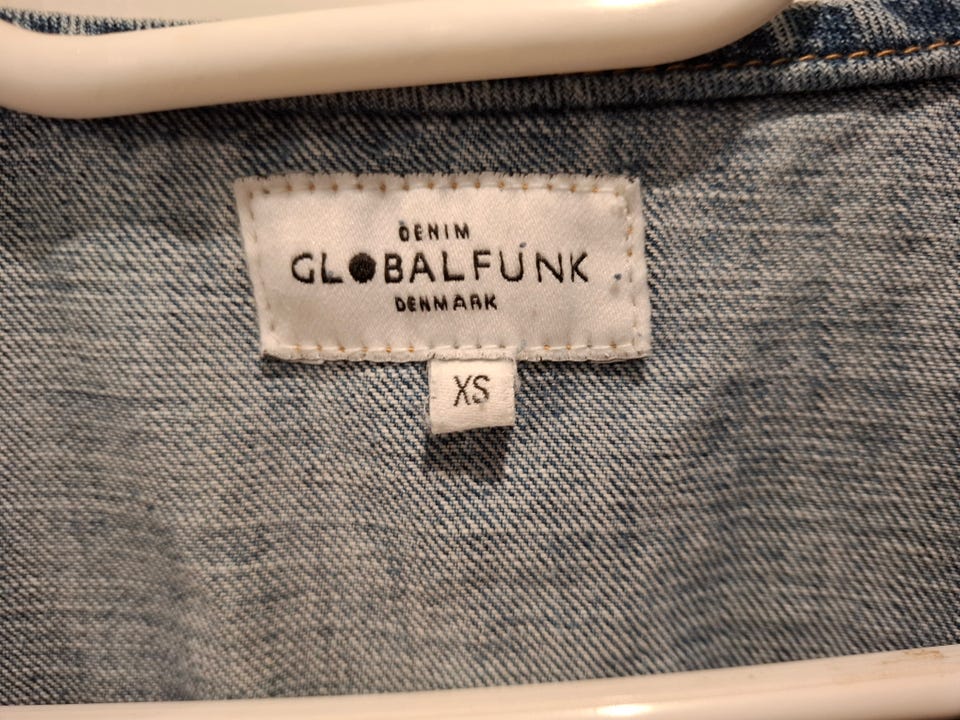 DENIM
GLOBALFUNK
DENMARK
XS